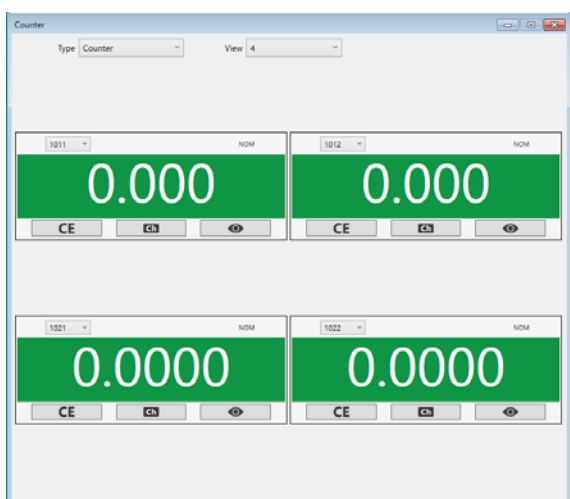 Counter
Type Counter View 4
1011 NOM 1012 NOM
0.000 0.000
CE Ch CE Ch
1021 NOM 1022 NOM
0.0000 0.0000
CE Ch CE Ch